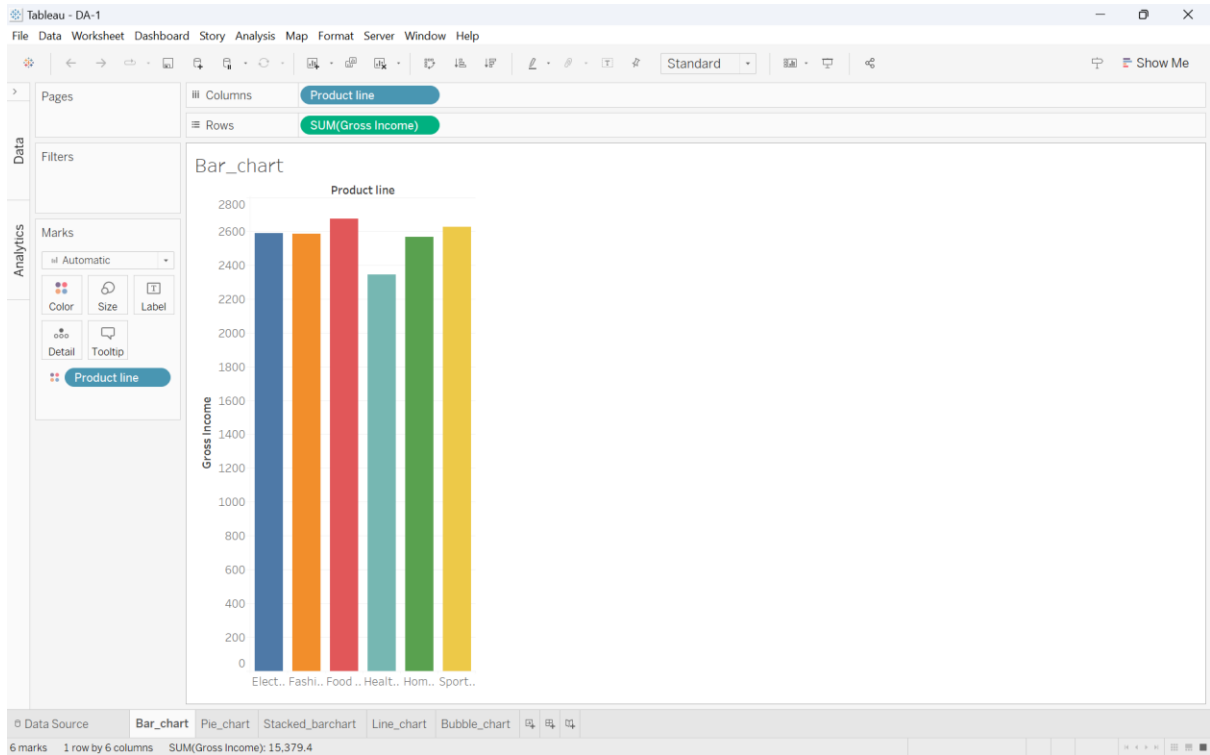 Tableau - DA-1
File Data Worksheet Dashboard Story Analysis Map Format Server Window Help
Standard
Show Me
Pages
Columns
Product line
Rows
SUM(Gross Income)
Data
Analytics
Filters
Marks
Automatic
Color Size Label
Detail Tooltip
Product line
Bar_chart
Product line
Gross Income
2800
2600
2400
2200
2000
1800
1600
1400
1200
1000
800
600
400
200
0
Elect.. Fashi.. Food .. Healt.. Hom.. Sport..
Data Source Bar_chart Pie_chart Stacked_barchart Line_chart Bubble_chart
6 marks 1 row by 6 columns SUM(Gross Income): 15,379.4